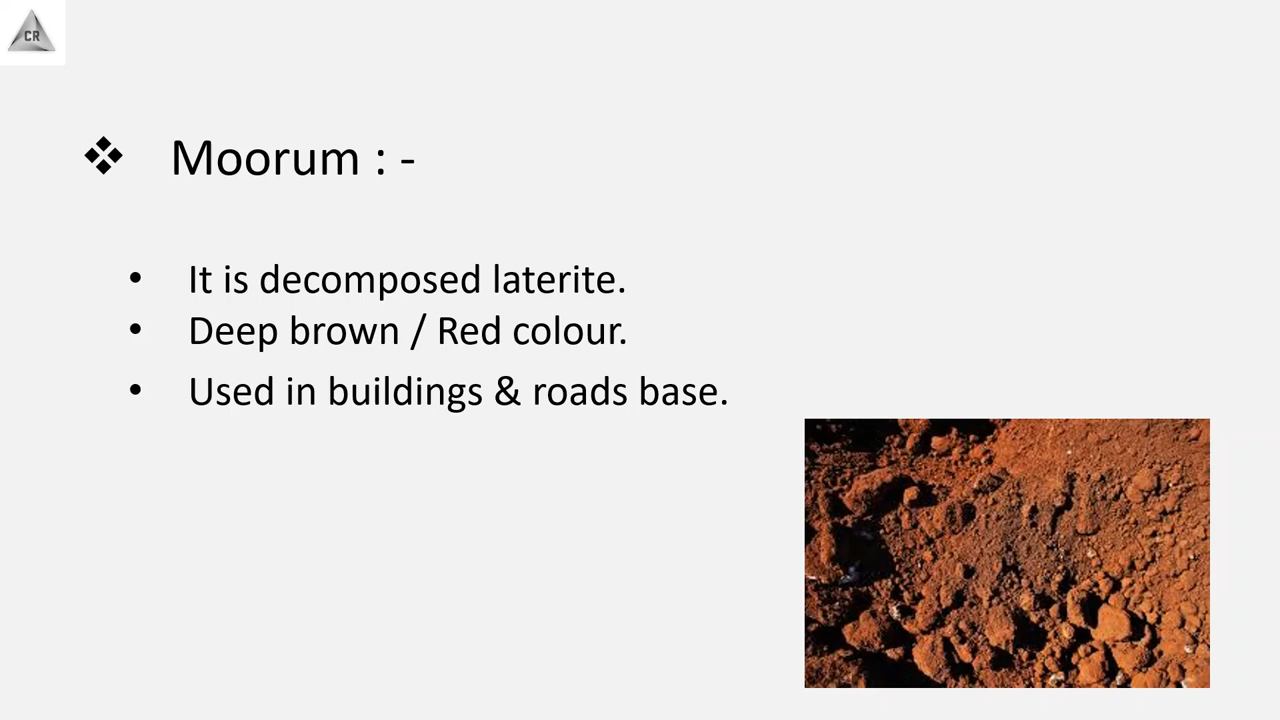 CR
❖ Moorum : -
• It is decomposed laterite.
• Deep brown / Red colour.
• Used in buildings & roads base.